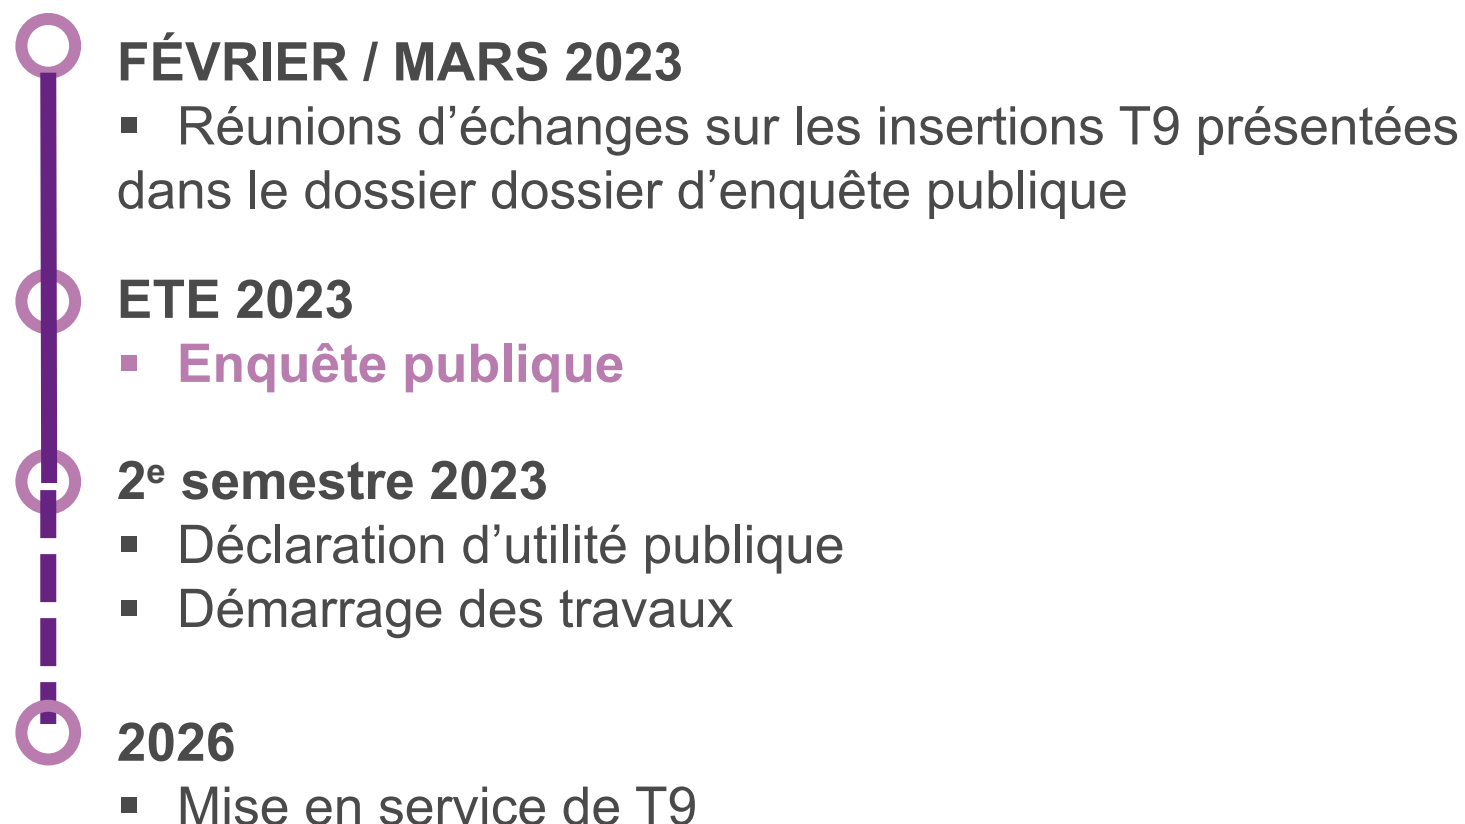 FÉVRIER / MARS 2023
▪ Réunions d’échanges sur les insertions T9 présentées
dans le dossier dossier d’enquête publique
ETE 2023
▪ Enquête publique
2e semestre 2023
▪ Déclaration d’utilité publique
▪ Démarrage des travaux
2026
▪ Mise en service de T9